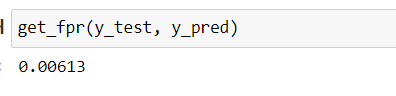 get_fpr(y_test, y_pred)
0.00613